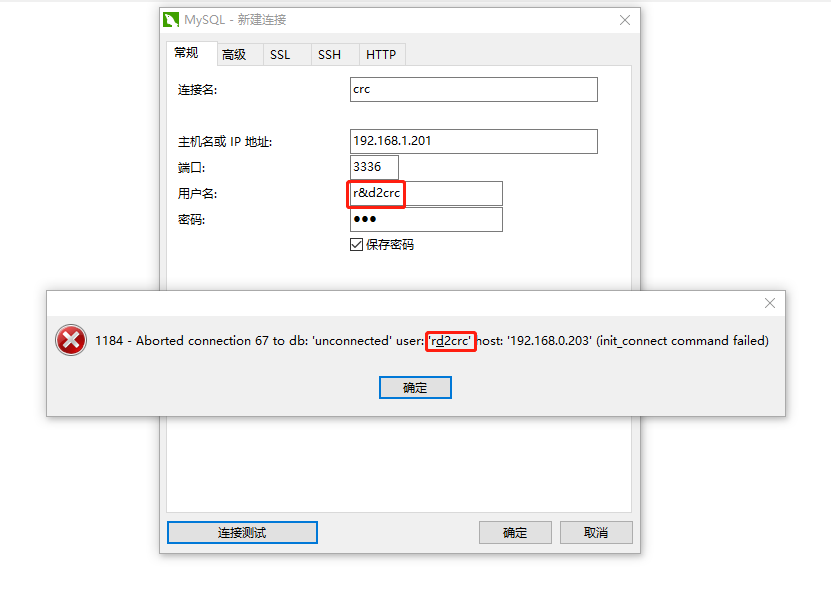 MySQL - 新建连接
常规 高级 SSL SSH HTTP
连接名: crc
主机名或 IP 地址: 192.168.1.201
端口: 3336
用户名: r&d2crc
密码: ●●●
保存密码
1184 - Aborted connection 67 to db: 'unconnected' user: 'rd2crc' host: '192.168.0.203' (init_connect command failed)
确定
连接测试 确定 取消